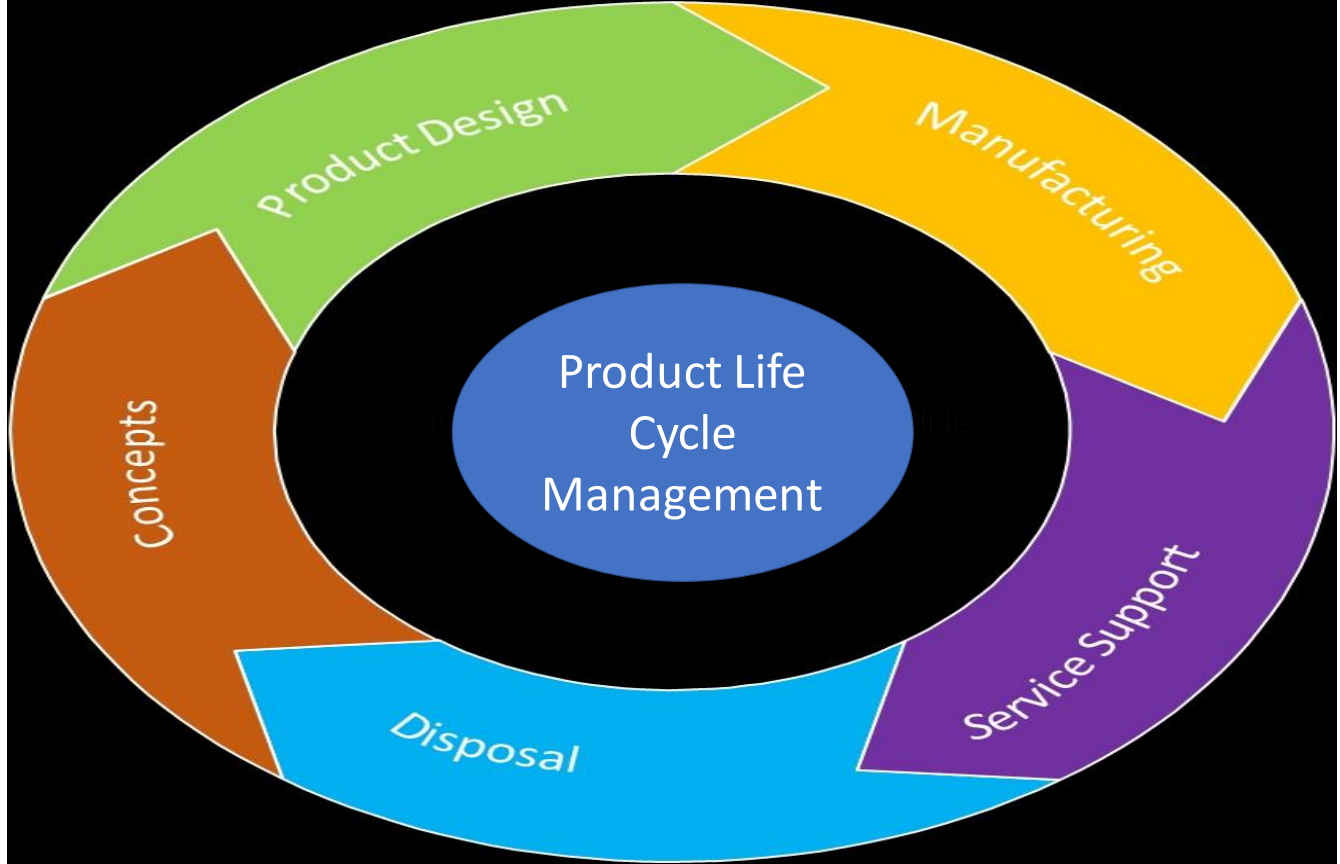 Product Design
Manufacturing
Product Life
Cycle
Management
Concepts
Service Support
Disposal